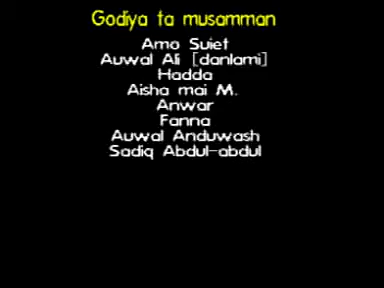 Godiya ta musamman
Amo Suiet
Auwal Ali [danlami]
Hadda
Aisha mai M.
Anwar
Fanna
Auwal Anduwash
Sadiq Abdul-abdul